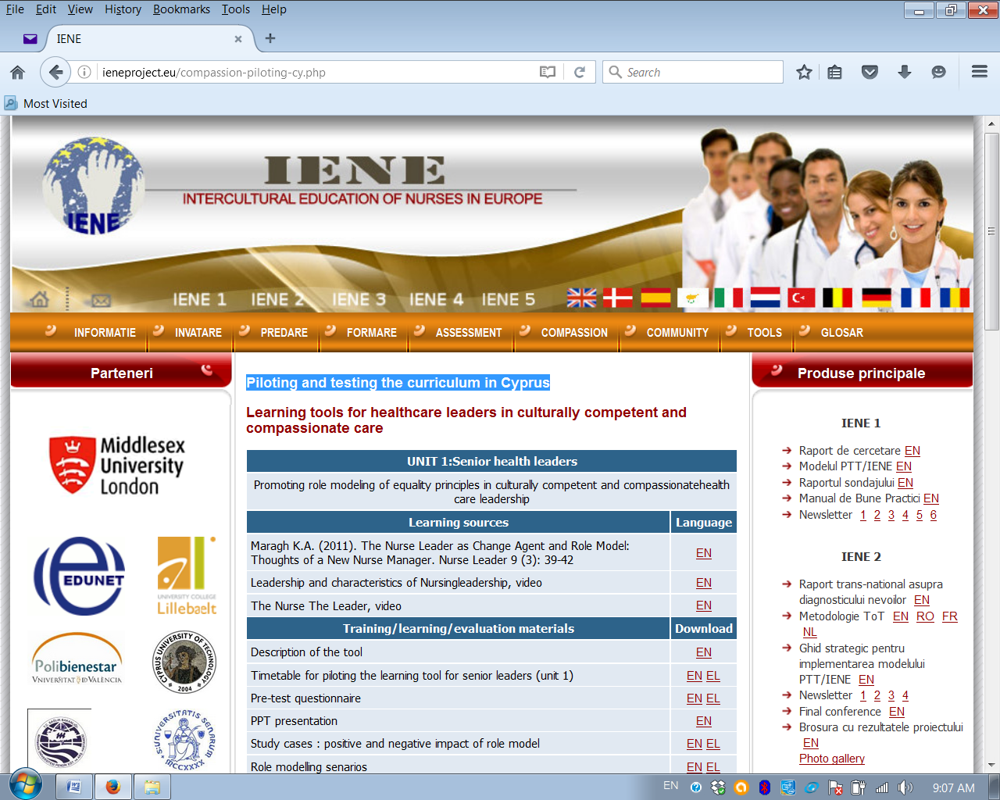 File Edit View History Bookmarks Tools Help
IENE
ieneproject.eu/compassion-piloting-cy.php
Search
Most Visited
IENE
INTERCULTURAL EDUCATION OF NURSES IN EUROPE
IENE
IENE 1 IENE 2 IENE 3 IENE 4 IENE 5
INFORMATIE INVATARE PREDARE FORMARE ASSESSMENT COMPASSION COMMUNITY TOOLS GLOSAR
Parteneri
Middlesex
University
London
EDUNET
UNIVERSITY COLLEGE
Lillebaelt
Polibienestar
VNIVERSITAT ID VALENCIA
CYPRUS UNIVERSITY OF TECHNOLOGY
2004
Piloting and testing the curriculum in Cyprus
Learning tools for healthcare leaders in culturally competent and
compassionate care
UNIT 1:Senior health leaders
Promoting role modeling of equality principles in culturally competent and compassionatehealth
care leadership
Learning sources Language
Maragh K.A. (2011). The Nurse Leader as Change Agent and Role Model:
Thoughts of a New Nurse Manager. Nurse Leader 9 (3): 39-42 EN
Leadership and characteristics of Nursingleadership, video EN
The Nurse The Leader, video EN
Training/learning/evaluation materials Download
Description of the tool EN
Timetable for piloting the learning tool for senior leaders (unit 1) EN EL
Pre-test questionnaire EN EL
PPT presentation EN
Study cases : positive and negative impact of role model EN EL
Role modelling senarios EN EL
Produse principale
IENE 1
Raport de cercetare EN
Modelul PTT/IENE EN
Raportul sondajului EN
Manual de Bune Practici EN
Newsletter 1 2 3 4 5 6
IENE 2
Raport trans-national asupra
diagnosticului nevoilor EN
Metodologie ToT EN RO FR
NL
Ghid strategic pentru
implementarea modelului
PTT/IENE EN
Newsletter 1 2 3 4
Final conference EN
Brosura cu rezultatele proiectului
EN
Photo gallery
EN
9:07 AM